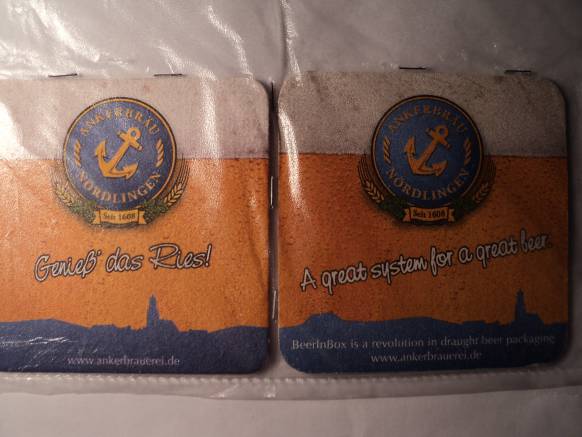 ANKERBRÄU
NÖRDLINGEN
Seit 1608
Genieß' das Ries!
www.ankerbrauerei.de
ANKERBRÄU
NÖRDLINGEN
Seit 1608
A great system for a great beer.
BeerInBox is a revolution in draught beer packaging
www.ankerbrauerei.de